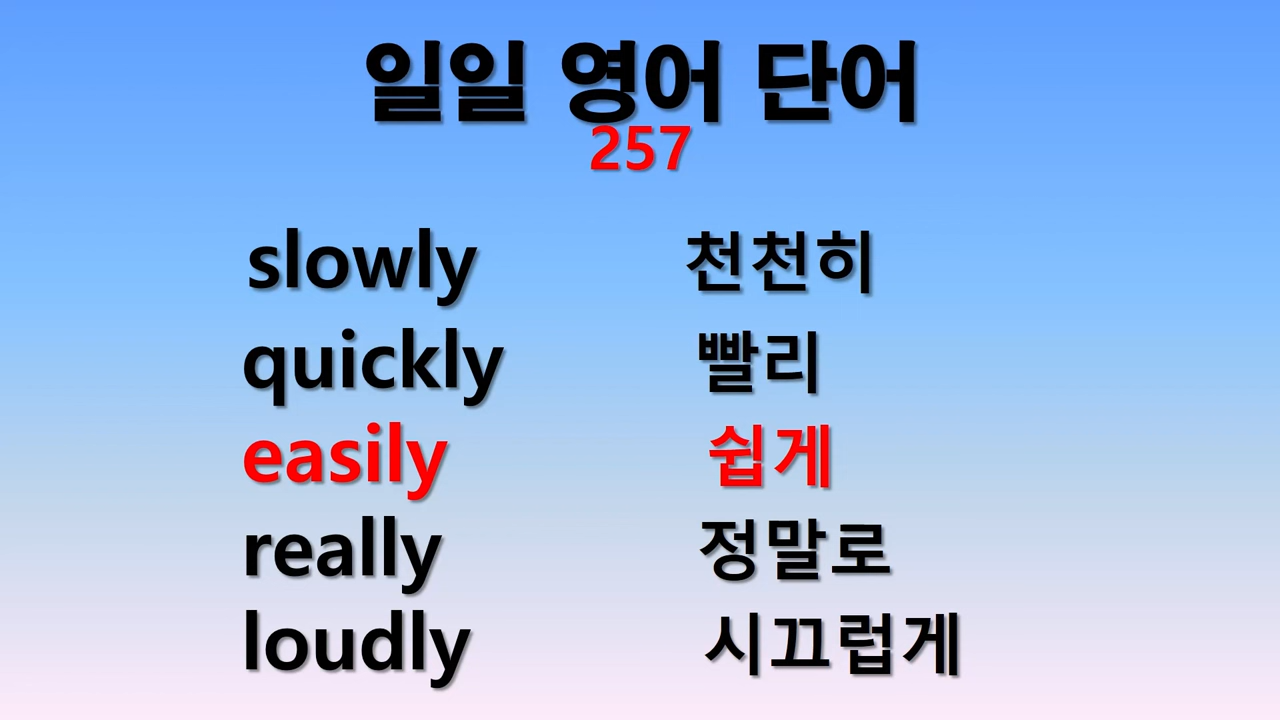 일일 영어 단어
257
slowly 천천히
quickly 빨리
easily 쉽게
really 정말로
loudly 시끄럽게